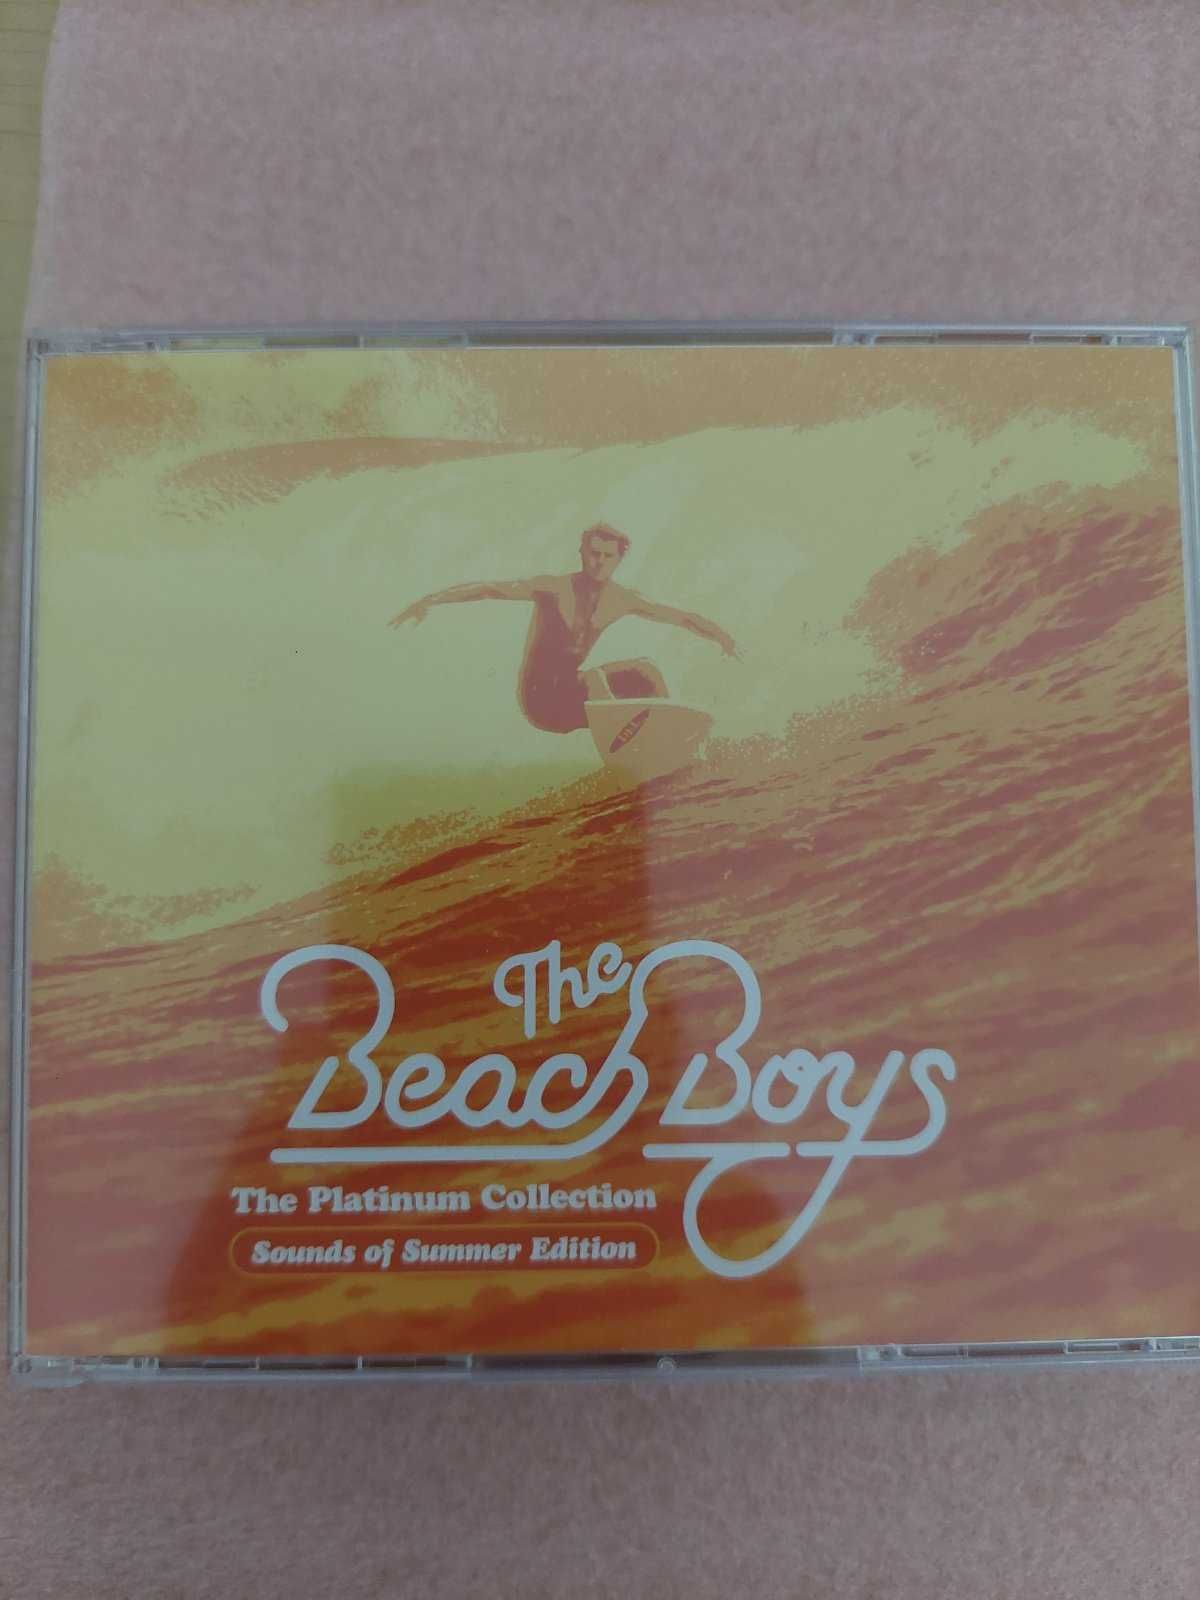 The
Beach Boys
The Platinum Collection
Sounds of Summer Edition